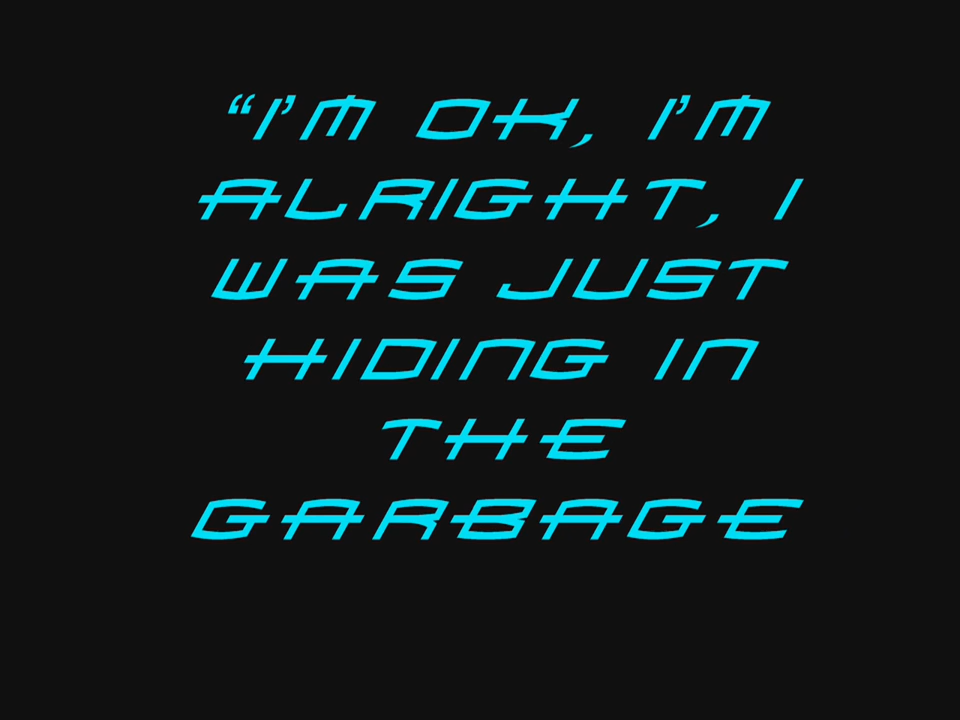 “I’M OK, I’M
ALRIGHT, I
WAS JUST
HIDING IN
THE
GARBAGE